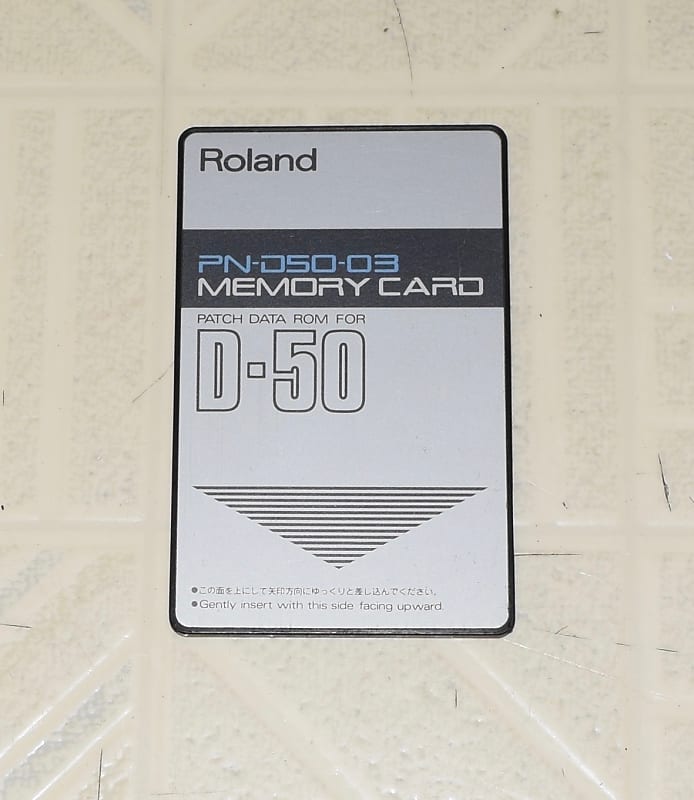 Roland
PN-D50-03
MEMORY CARD
PATCH DATA ROM FOR
D-50
●この面を上にして矢印方向にゆっくりと差し込んでください。
●Gently insert with this side facing upward.